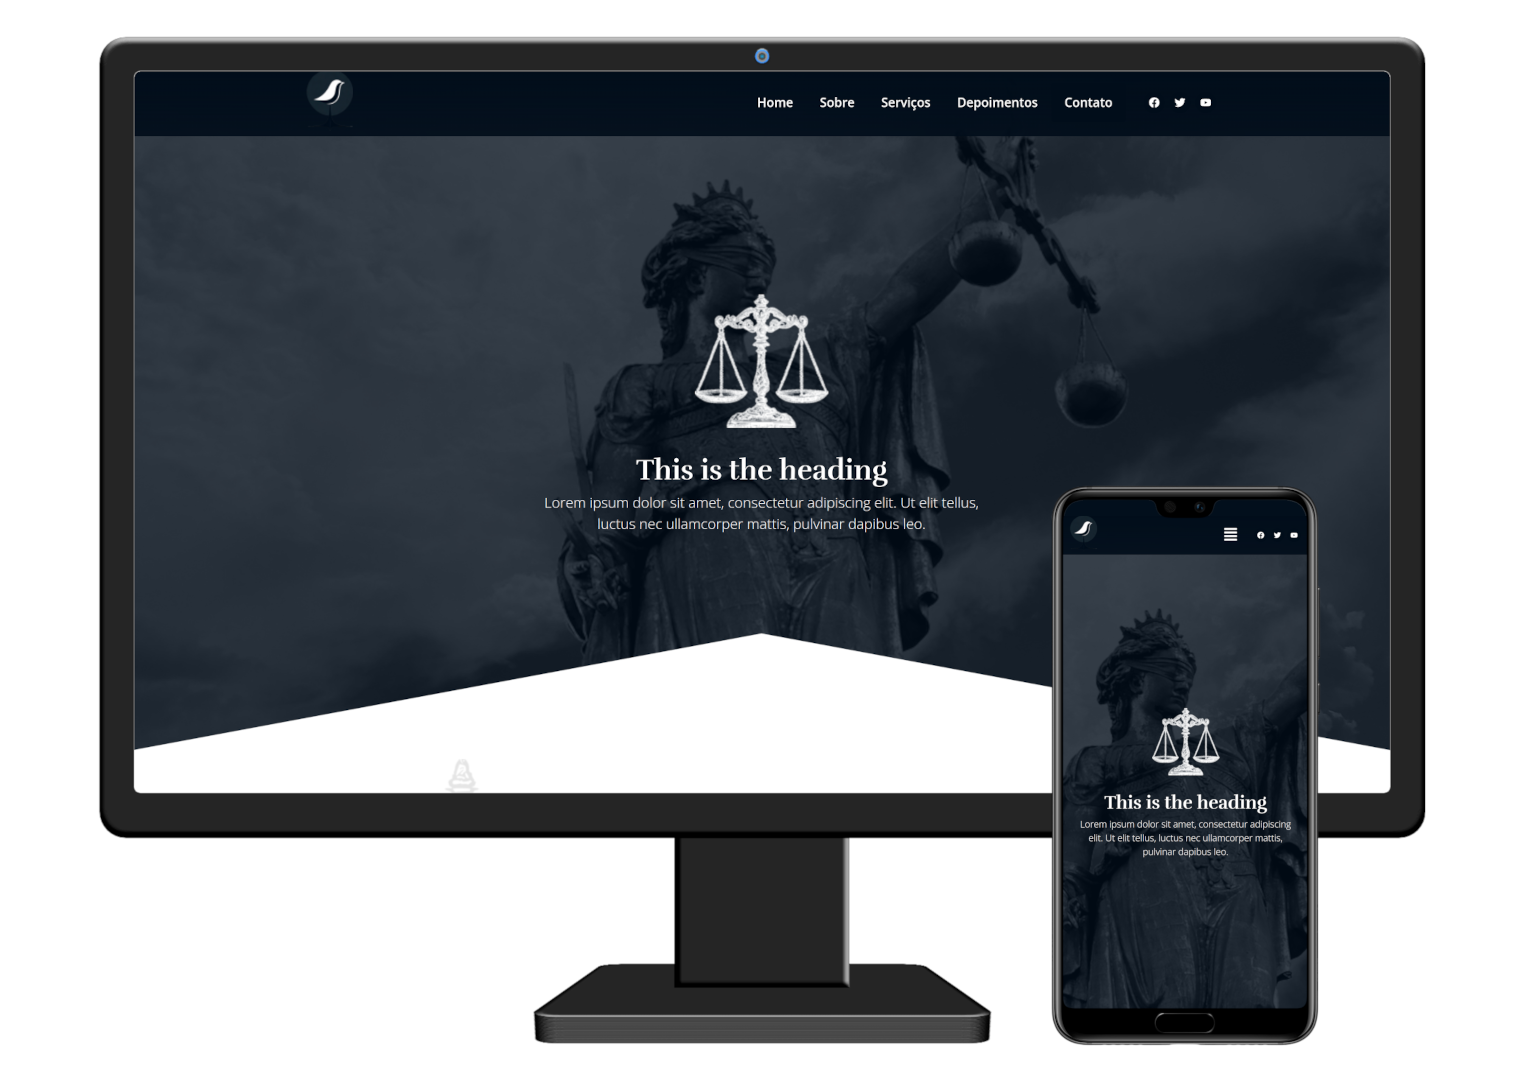 Home Sobre Serviços Depoimentos Contato
This is the heading
Lorem ipsum dolor sit amet, consectetur adipiscing elit. Ut elit tellus,
luctus nec ullamcorper mattis, pulvinar dapibus leo.
This is the heading
Lorem ipsum dolor sit amet, consectetur adipiscing
elit. Ut elit tellus, luctus nec ullamcorper mattis,
pulvinar dapibus leo.